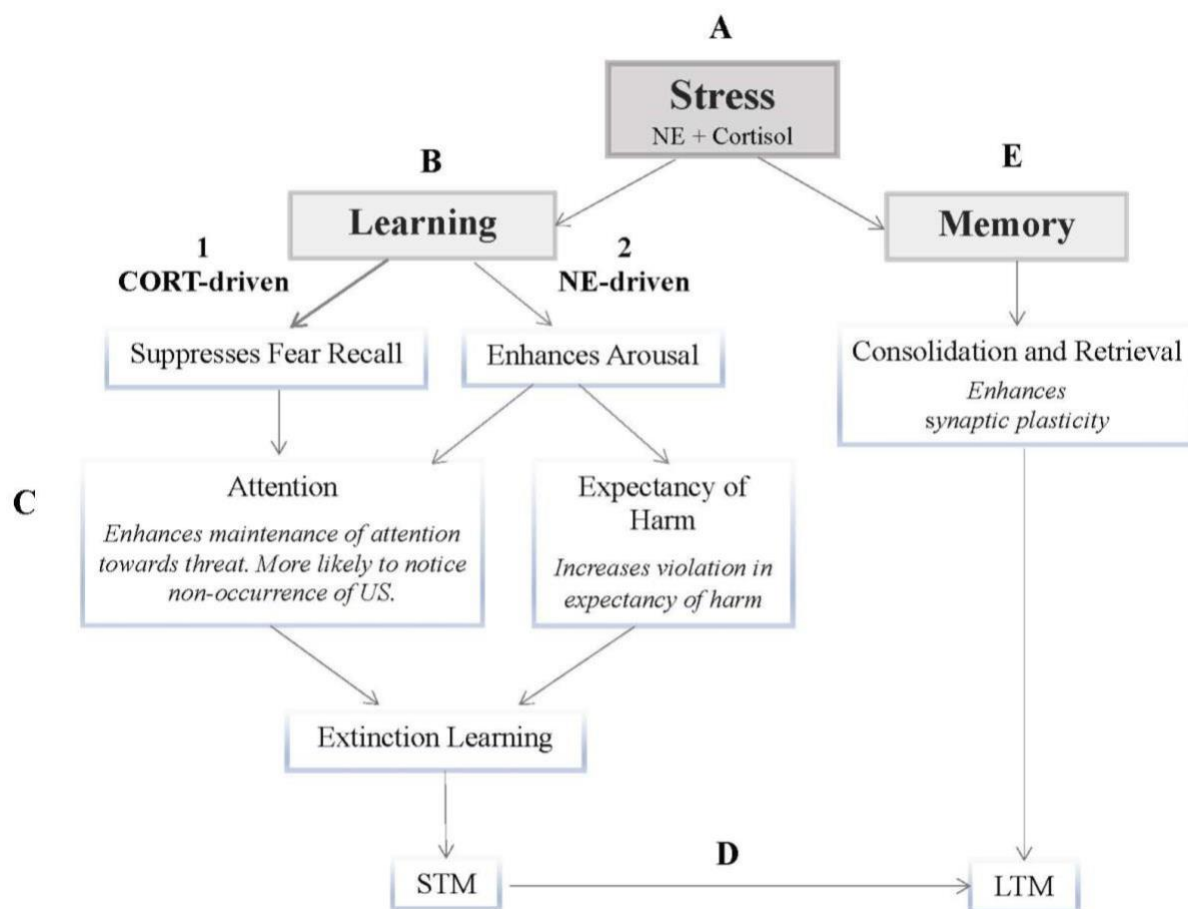 A
Stress
NE + Cortisol
B
E
Learning
Memory
1
CORT-driven
2
NE-driven
Suppresses Fear Recall
Enhances Arousal
Consolidation and Retrieval
Enhances
synaptic plasticity
C
Attention
Enhances maintenance of attention
towards threat. More likely to notice
non-occurrence of US.
Expectancy of
Harm
Increases violation in
expectancy of harm
Extinction Learning
D
STM
LTM